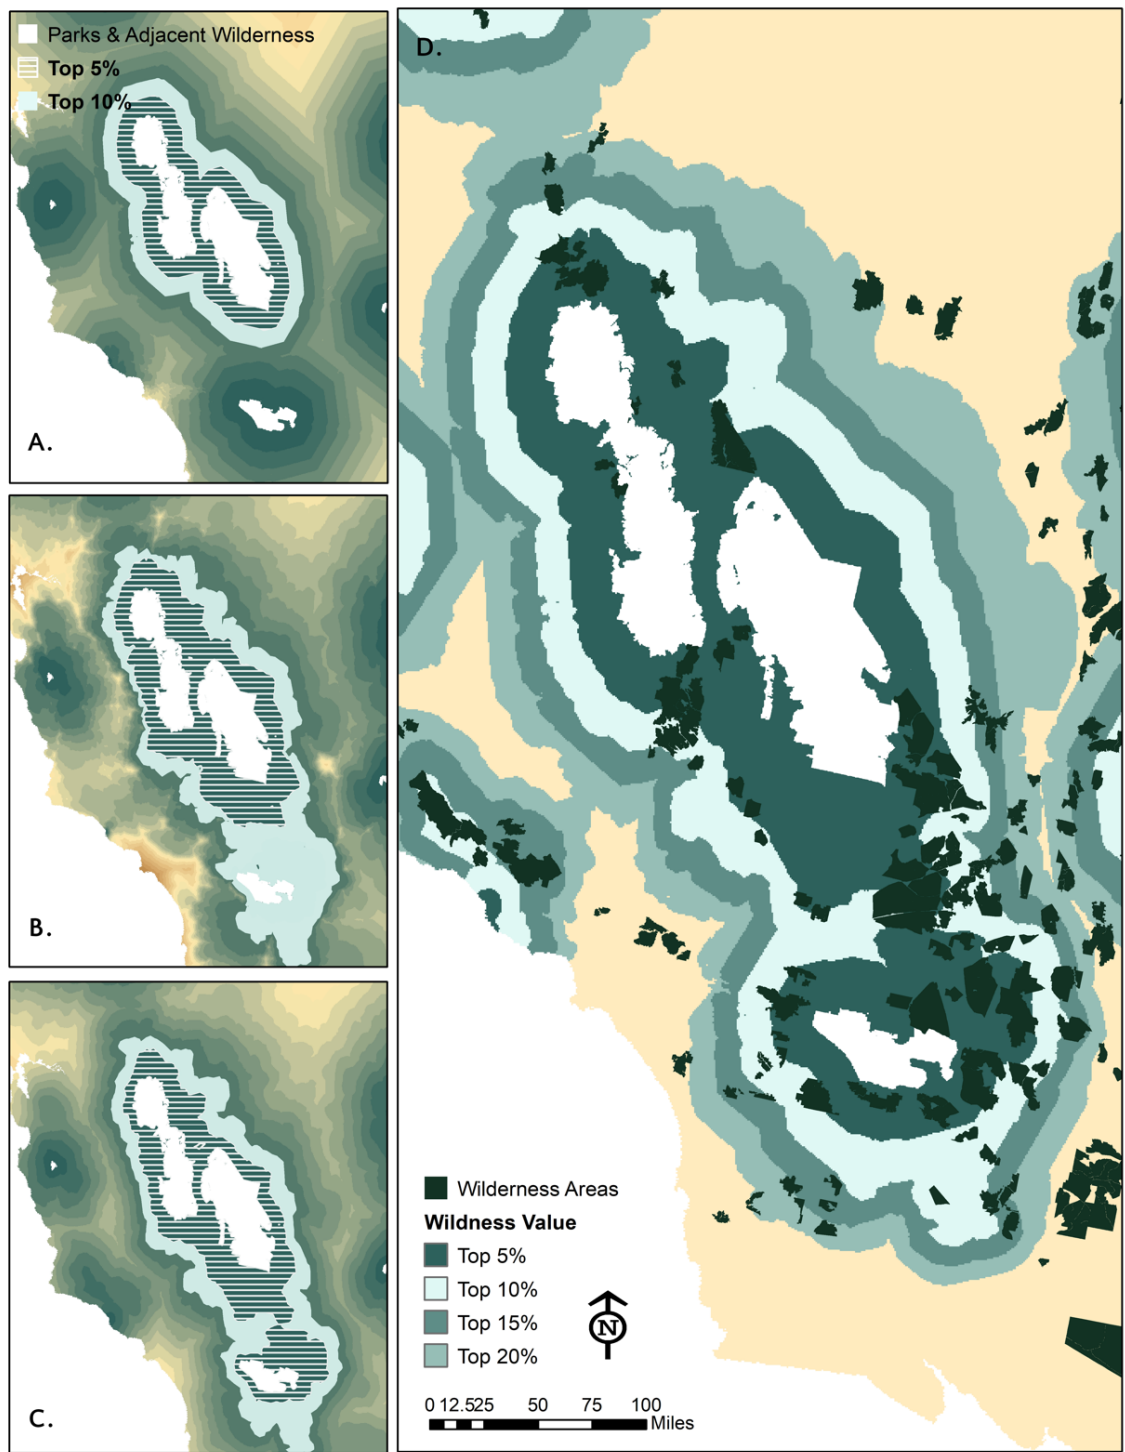 Parks & Adjacent Wilderness
Top 5%
Top 10%
A.
B.
C.
D.
Wilderness Areas
Wildness Value
Top 5%
Top 10%
Top 15%
Top 20%
N
0 12.525 50 75 100
Miles